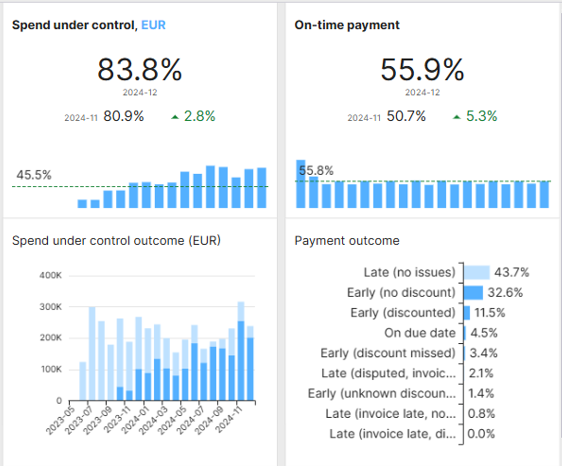 Spend under control, EUR
83.8%
2024-12
2024-11 80.9% ▲ 2.8%
45.5%
On-time payment
55.9%
2024-12
2024-11 50.7% ▲ 5.3%
55.8%
Spend under control outcome (EUR)
400K
300K
200K
100K
0
2023-05
2023-07
2023-09
2023-11
2024-01
2024-03
2024-05
2024-07
2024-09
2024-11
Payment outcome
Late (no issues) 43.7%
Early (no discount) 32.6%
Early (discounted) 11.5%
On due date 4.5%
Early (discount missed) 3.4%
Late (disputed, invoic... 2.1%
Early (unknown discoun... 1.4%
Late (invoice late, no... 0.8%
Late (invoice late, di... 0.0%